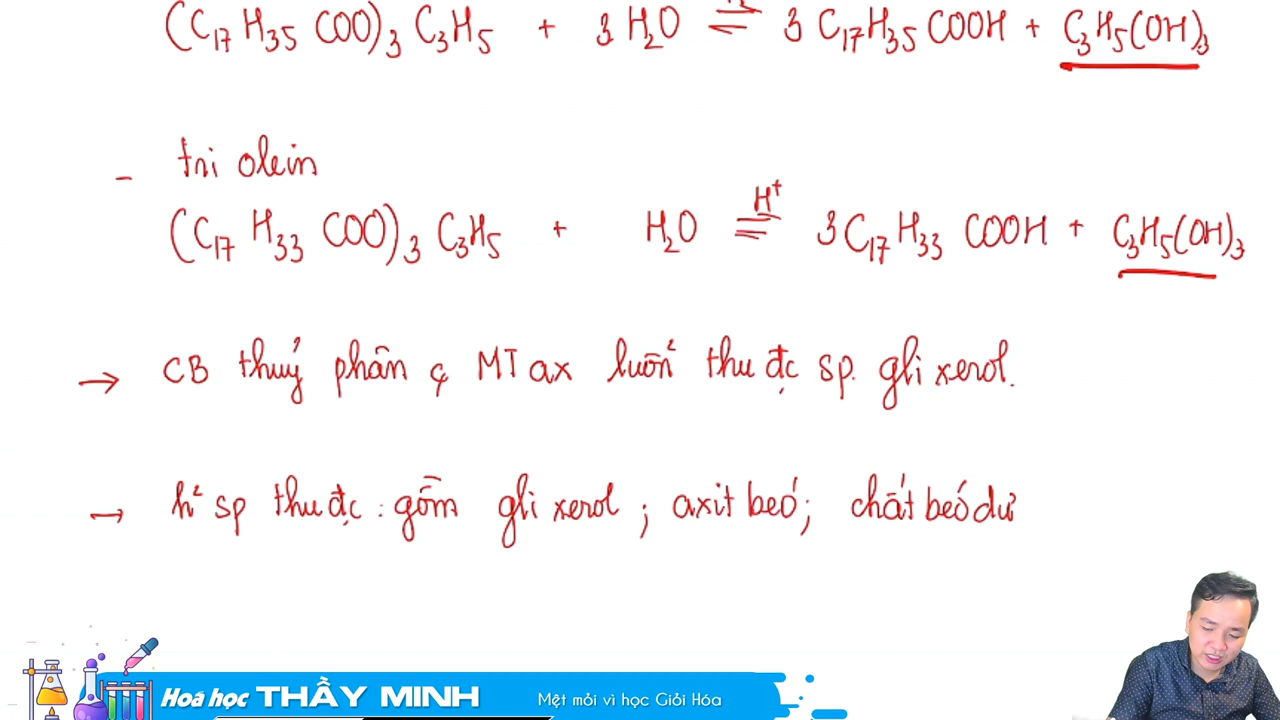 (C17H35COO)3C3H5 + 3H2O ⇌ 3C17H35COOH + C3H5(OH)3
- tri olein
(C17H33COO)3C3H5 + H2O ⇌ 3C17H33COOH + C3H5(OH)3
H+
→ CB thuỷ phân MT ax luôn² thu đc sp. glixerol.
→ h² sp thu đc: gồm glixerol; axit béo; chất béo dư
Hoá học THẦY MINH Mệt mỏi vì học Giỏi Hóa